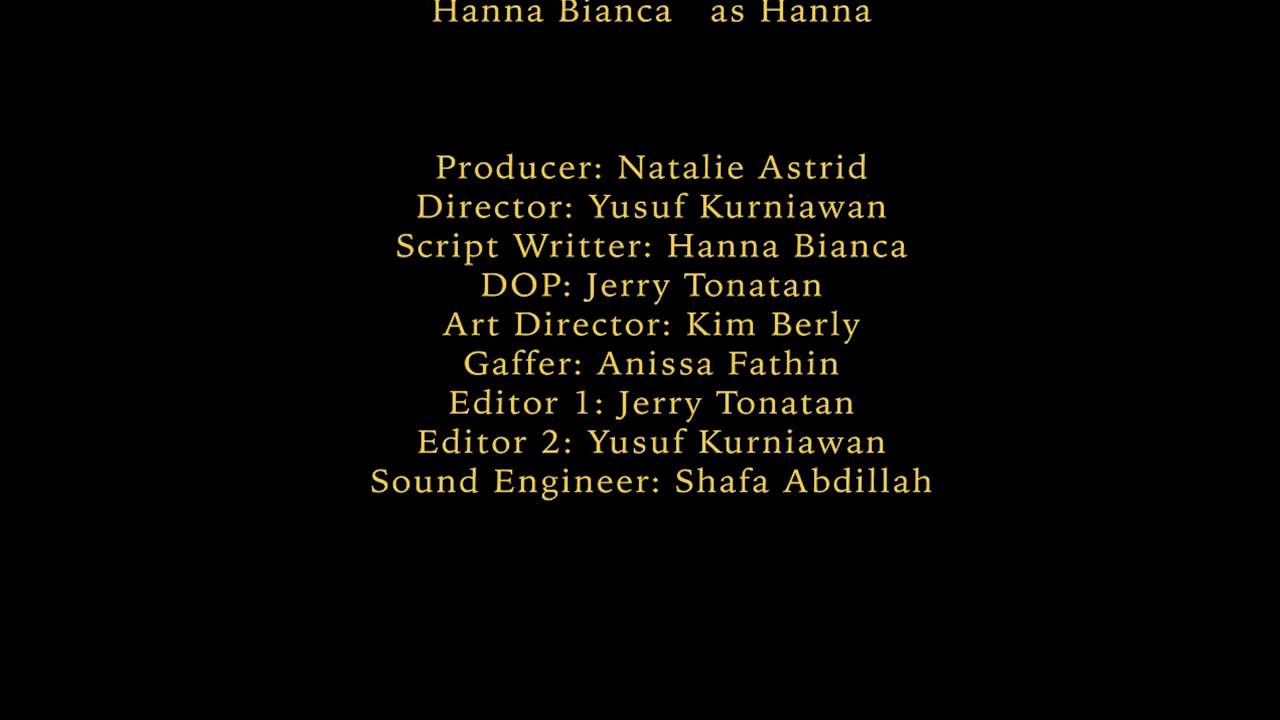 Hanna Bianca as Hanna
Producer: Natalie Astrid
Director: Yusuf Kurniawan
Script Writter: Hanna Bianca
DOP: Jerry Tonatan
Art Director: Kim Berly
Gaffer: Anissa Fathin
Editor 1: Jerry Tonatan
Editor 2: Yusuf Kurniawan
Sound Engineer: Shafa Abdillah